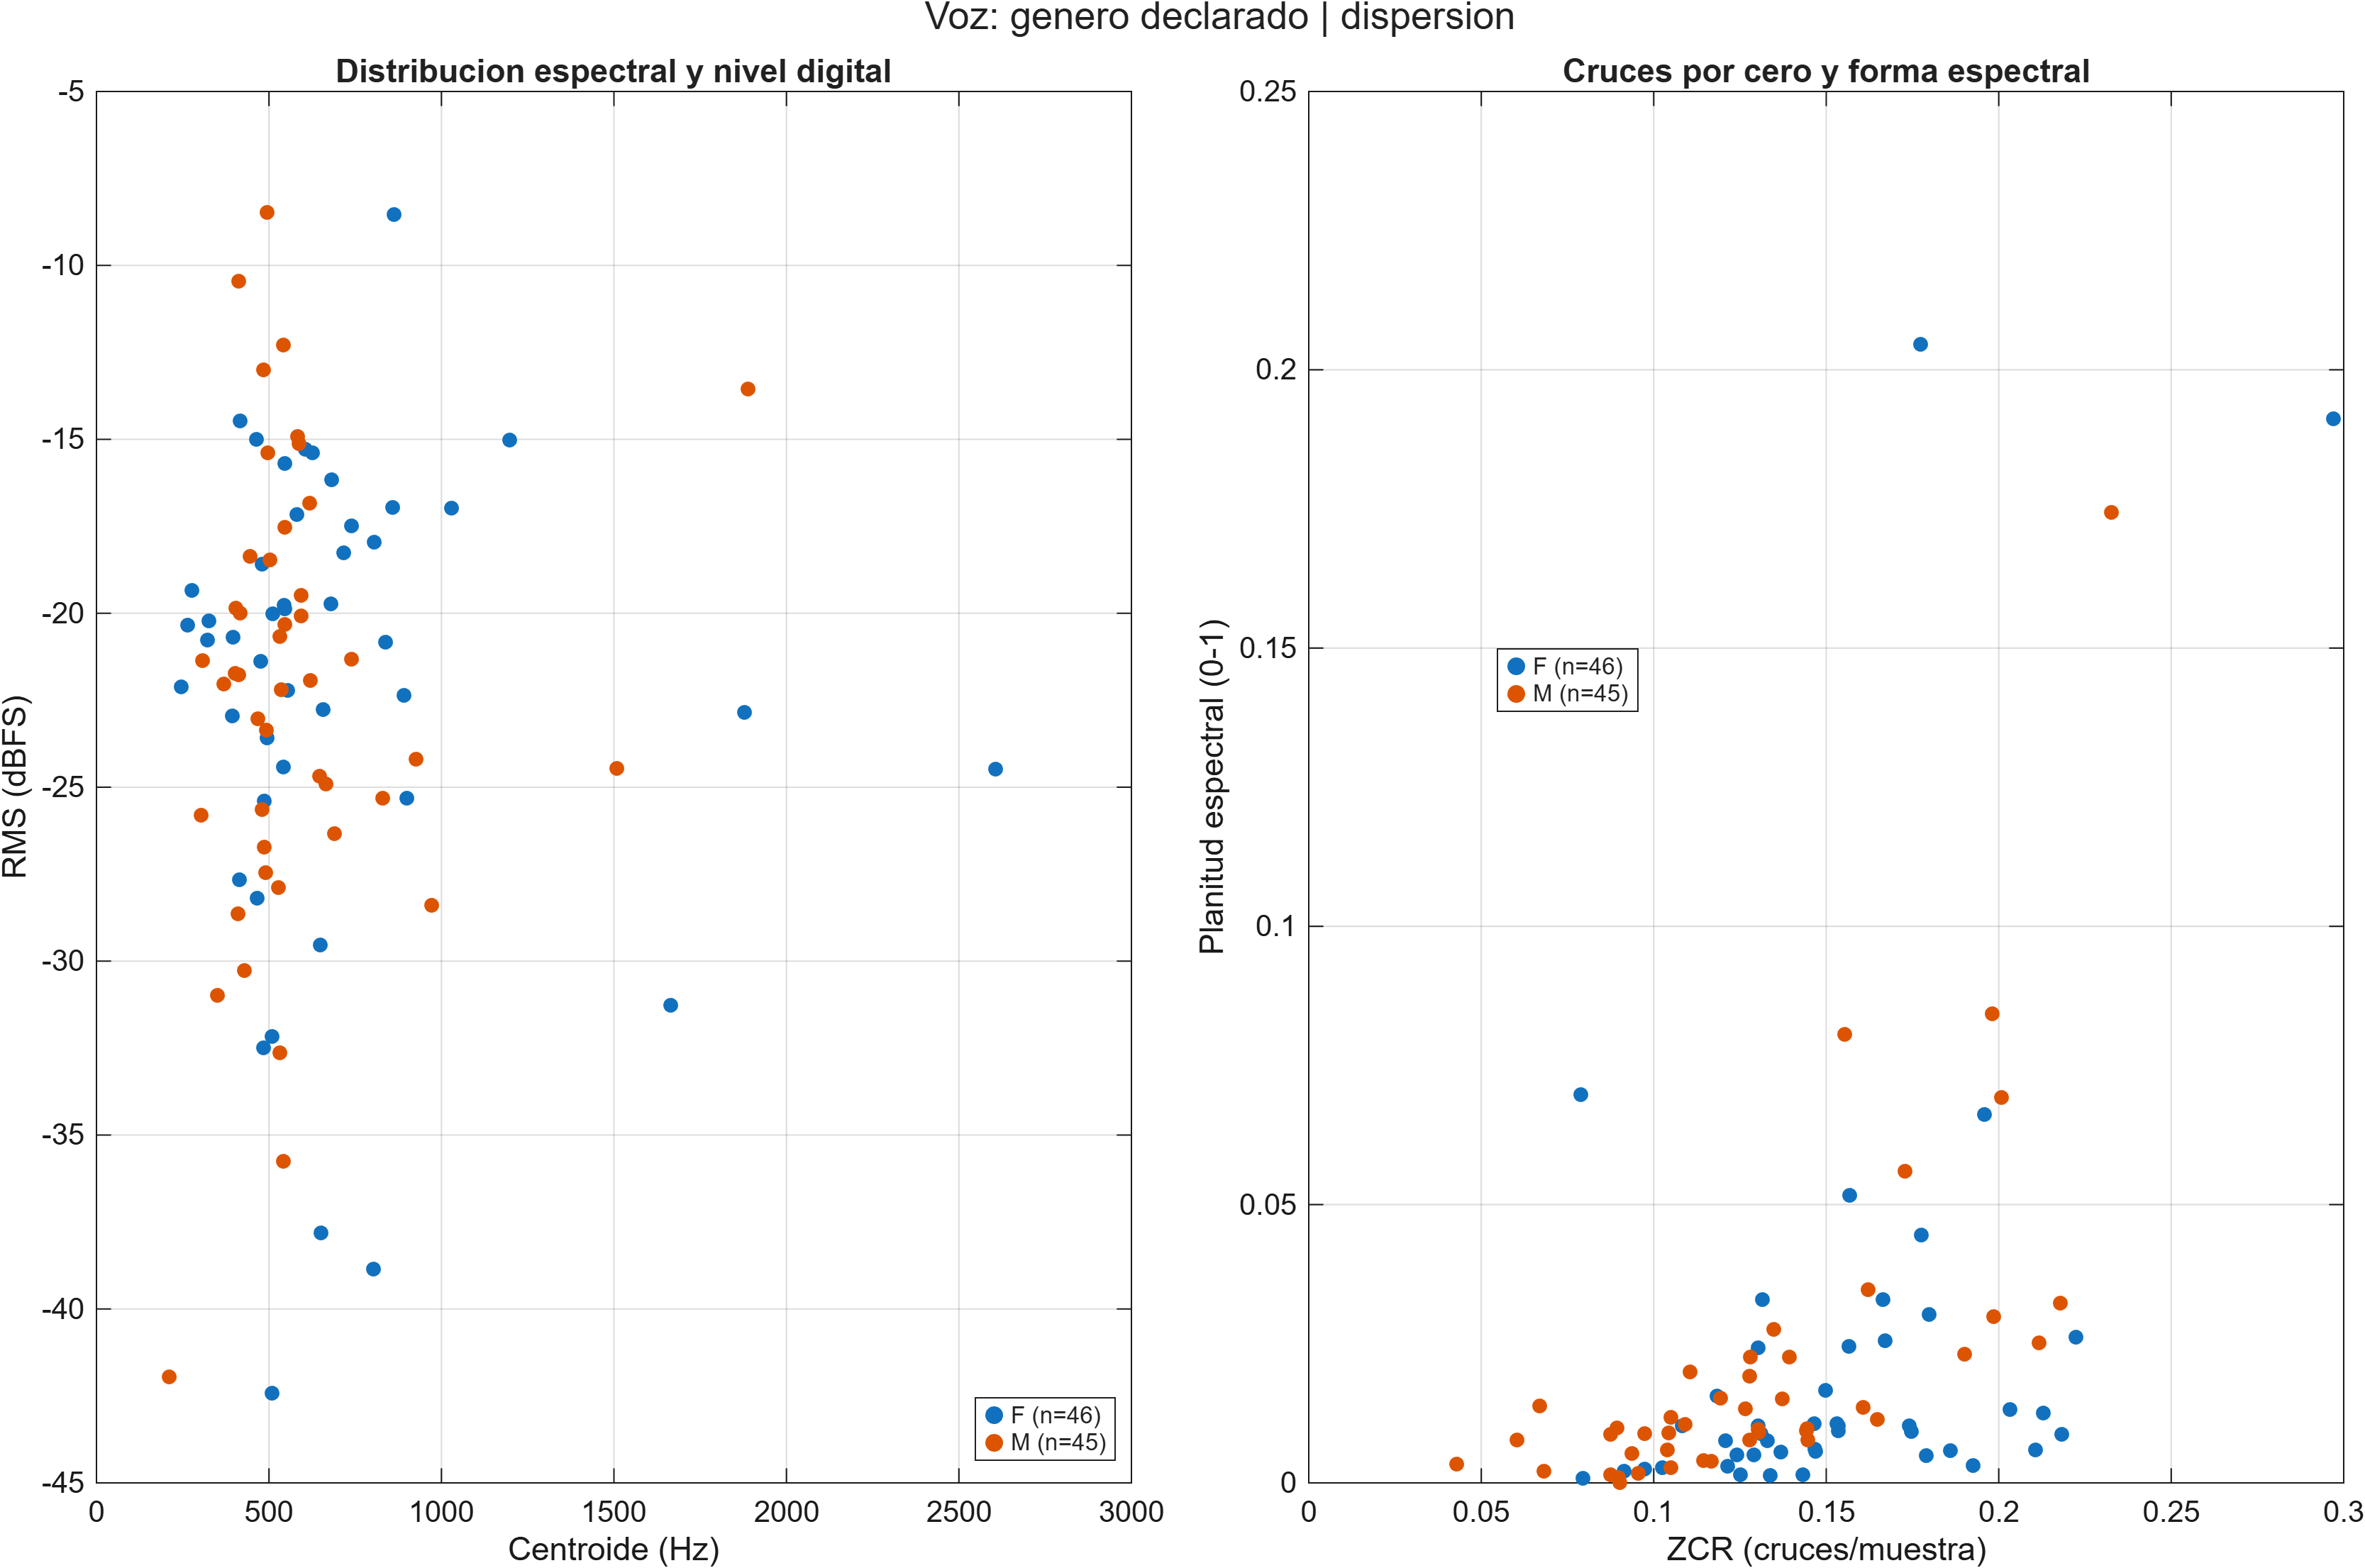 Voz: genero declarado | dispersion
Distribucion espectral y nivel digital
-5
-10
-15
-20
-25
-30
-35
-40
-45
RMS (dBFS)
0 500 1000 1500 2000 2500 3000
Centroide (Hz)
F (n=46)
M (n=45)
Cruces por cero y forma espectral
0.25
0.2
0.15
0.1
0.05
0
Planitud espectral (0-1)
F (n=46)
M (n=45)
0 0.05 0.1 0.15 0.2 0.25 0.3
ZCR (cruces/muestra)